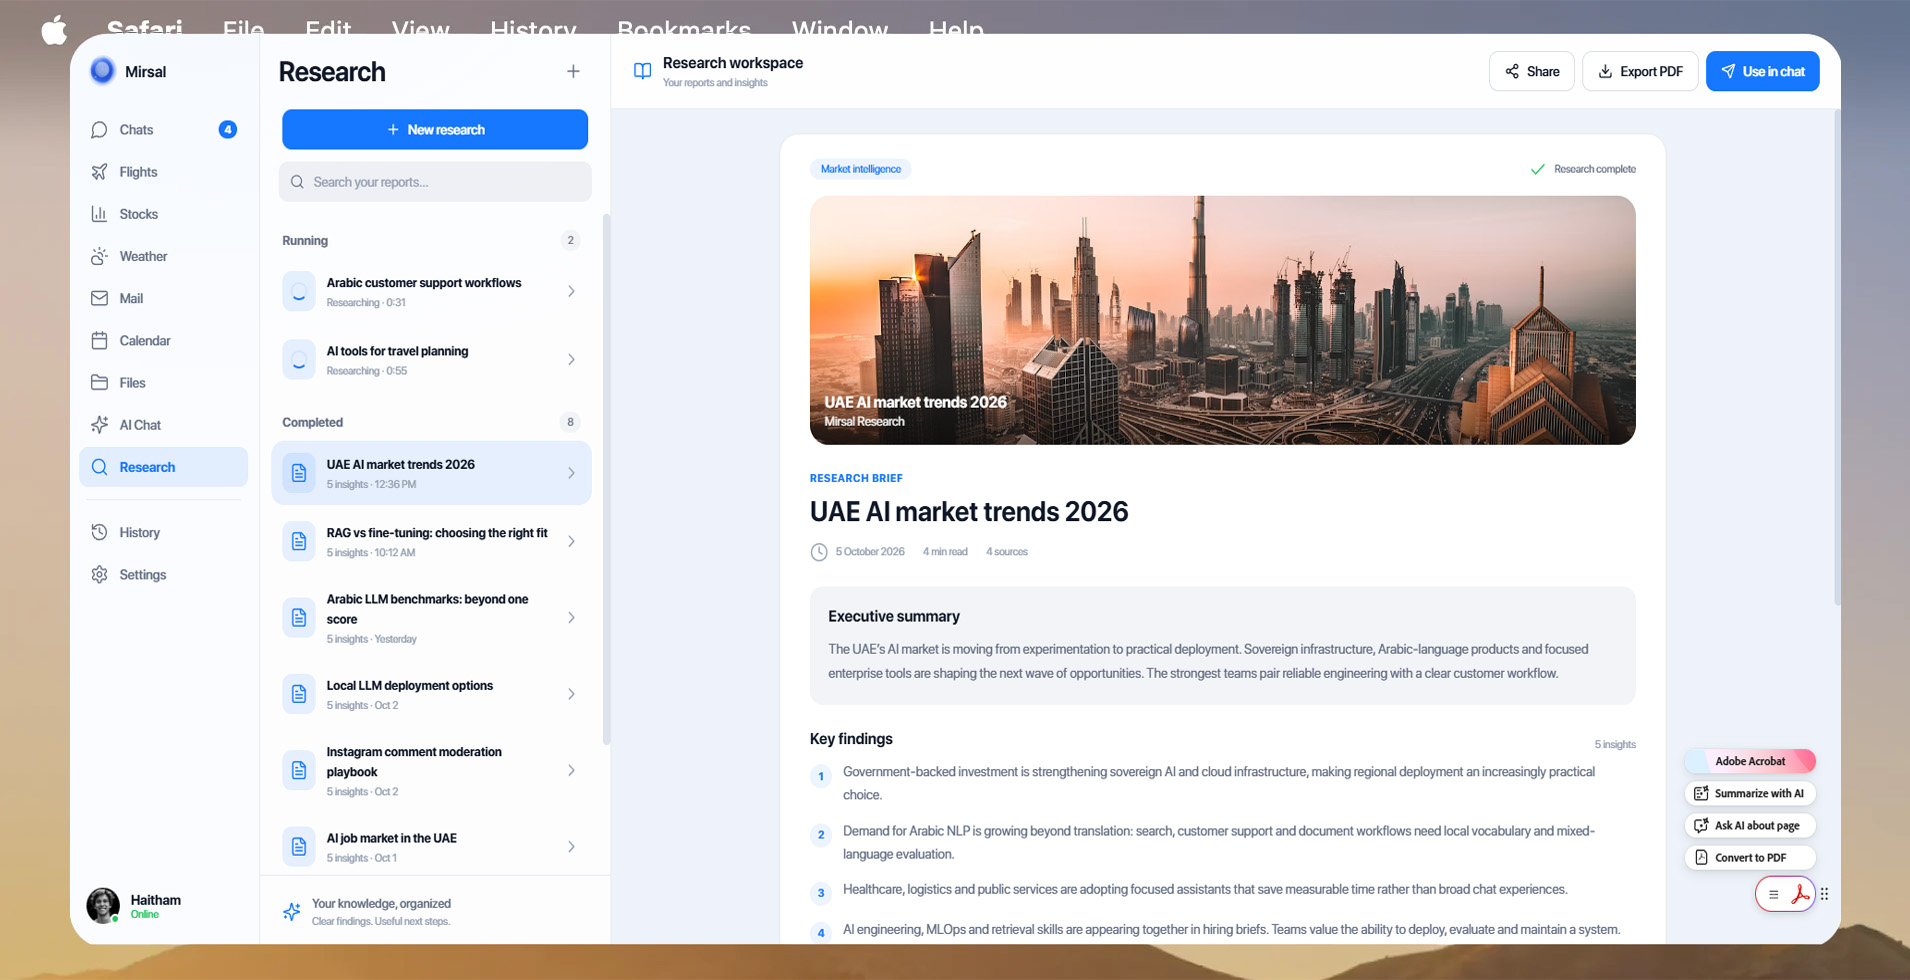 Safari File Edit View History Bookmarks Window Help
Mirsal
Chats 4
Flights
Stocks
Weather
Mail
Calendar
Files
AI Chat
Research
History
Settings
Haitham
Online
Research
New research
Search your reports...
Running 2
Arabic customer support workflows
Researching · 0:31
AI tools for travel planning
Researching · 0:55
Completed 8
UAE AI market trends 2026
5 insights · 12:36 PM
RAG vs fine-tuning: choosing the right fit
5 insights · 10:12 AM
Arabic LLM benchmarks: beyond one
score
5 insights · Yesterday
Local LLM deployment options
5 insights · Oct 2
Instagram comment moderation
playbook
5 insights · Oct 2
AI job market in the UAE
5 insights · Oct 1
Your knowledge, organized
Clear findings. Useful next steps.
Research workspace
Your reports and insights
Share
Export PDF
Use in chat
Market intelligence
Research complete
UAE AI market trends 2026
Mirsal Research
RESEARCH BRIEF
UAE AI market trends 2026
5 October 2026 4 min read 4 sources
Executive summary
The UAE’s AI market is moving from experimentation to practical deployment. Sovereign infrastructure, Arabic-language products and focused
enterprise tools are shaping the next wave of opportunities. The strongest teams pair reliable engineering with a clear customer workflow.
Key findings
5 insights
1 Government-backed investment is strengthening sovereign AI and cloud infrastructure, making regional deployment an increasingly practical
choice.
2 Demand for Arabic NLP is growing beyond translation: search, customer support and document workflows need local vocabulary and mixed-
language evaluation.
3 Healthcare, logistics and public services are adopting focused assistants that save measurable time rather than broad chat experiences.
4 AI engineering, MLOps and retrieval skills are appearing together in hiring briefs. Teams value the ability to deploy, evaluate and maintain a system.
Adobe Acrobat
Summarize with AI
Ask AI about page
Convert to PDF